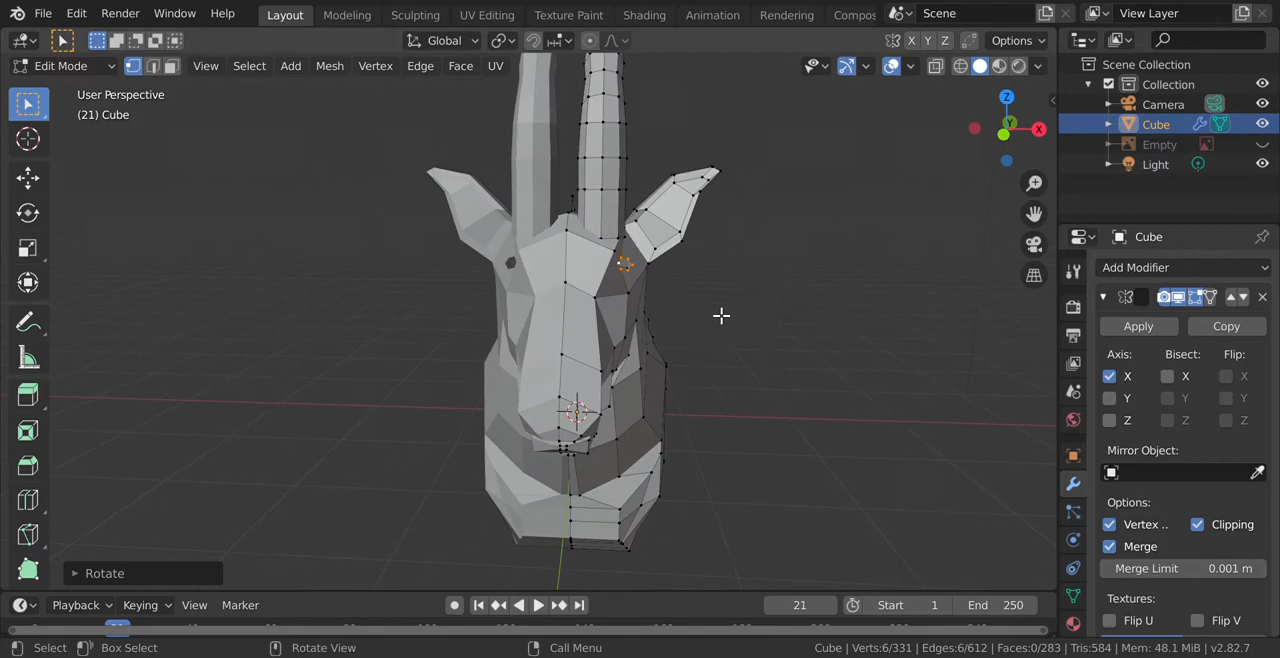 File Edit Render Window Help Layout Modeling Sculpting UV Editing Texture Paint Shading Animation Rendering Compos Scene View Layer
Global X Y Z Options
Edit Mode View Select Add Mesh Vertex Edge Face UV
User Perspective
(21) Cube
Z
Y
X
Scene Collection
Collection
Camera
Cube
Empty
Light
Cube
Add Modifier
Apply Copy
Axis: Bisect: Flip:
X X X
Y Y Y
Z Z Z
Mirror Object:
Options:
Vertex .. Clipping
Merge
Merge Limit 0.001 m
Textures:
Flip U Flip V
Rotate
Playback Keying View Marker 21 Start 1 End 250
Select Box Select Rotate View Call Menu Cube | Verts:6/331 | Edges:6/612 | Faces:0/283 | Tris:584 | Mem: 48.1 MiB | v2.82.7